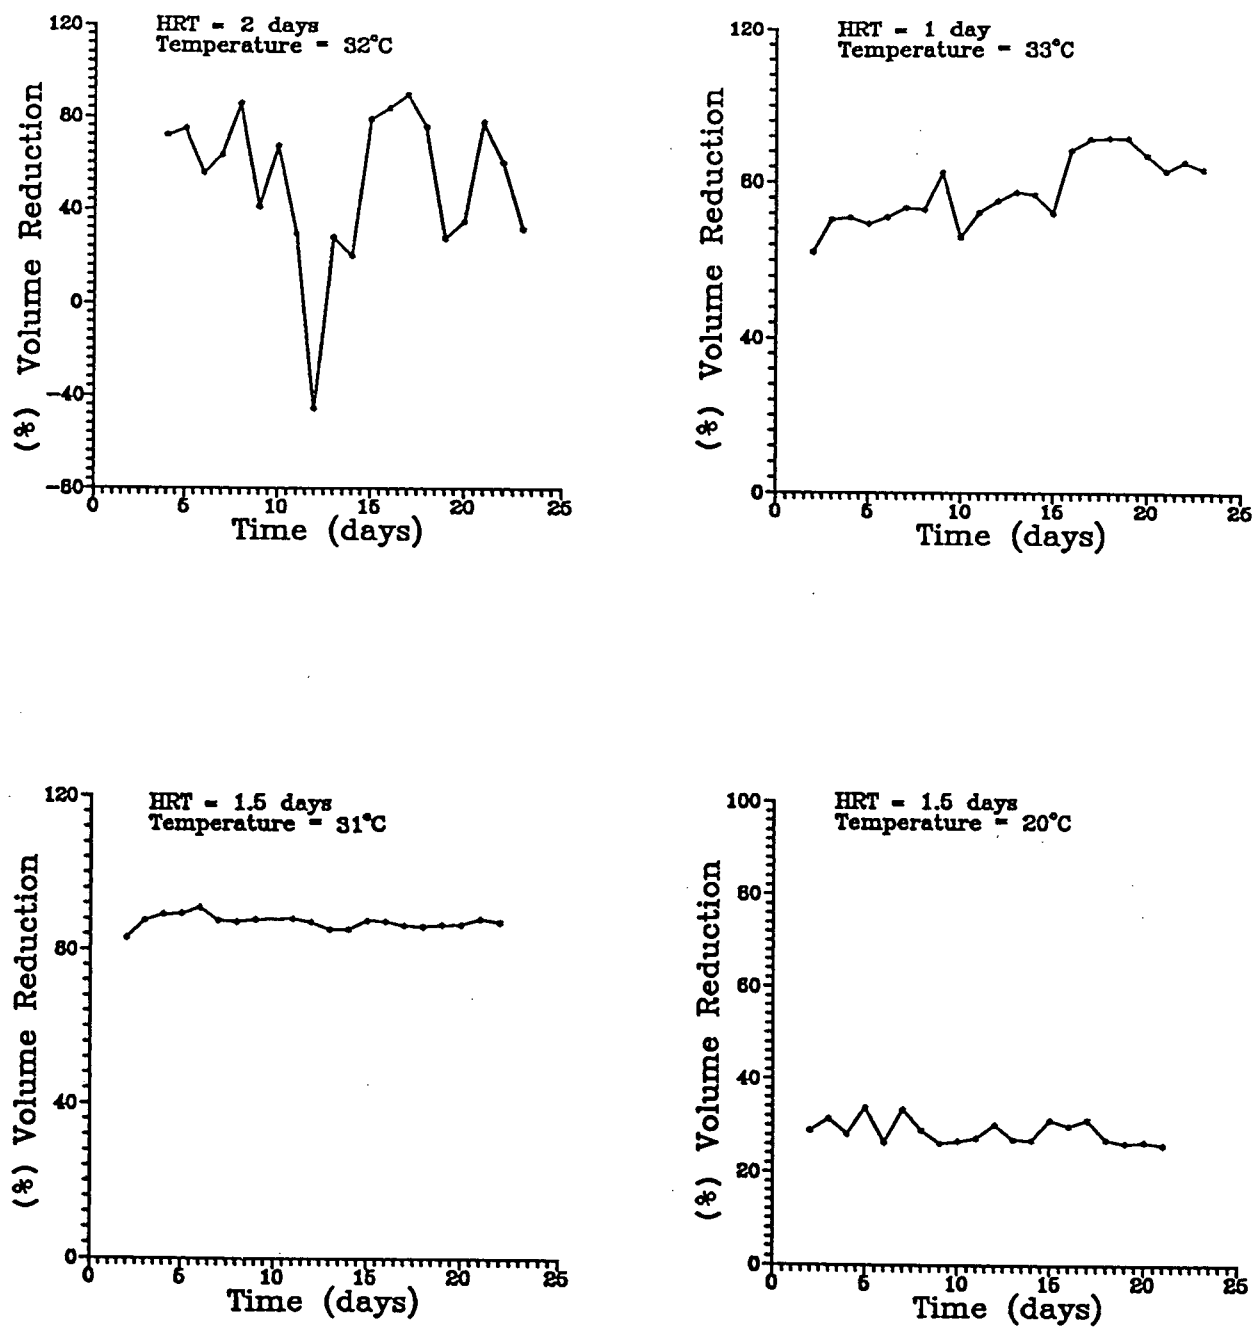 120
80
40
0
-40
-80
(%) Volume Reduction
HRT = 2 days
Temperature = 32°C
0 5 10 15 20 25
Time (days)
120
80
40
0
(%) Volume Reduction
HRT = 1 day
Temperature = 33°C
0 5 10 15 20 25
Time (days)
120
80
40
0
(%) Volume Reduction
HRT = 1.5 days
Temperature = 31°C
0 5 10 15 20 25
Time (days)
100
80
60
40
20
0
(%) Volume Reduction
HRT = 1.5 days
Temperature = 20°C
0 5 10 15 20 25
Time (days)